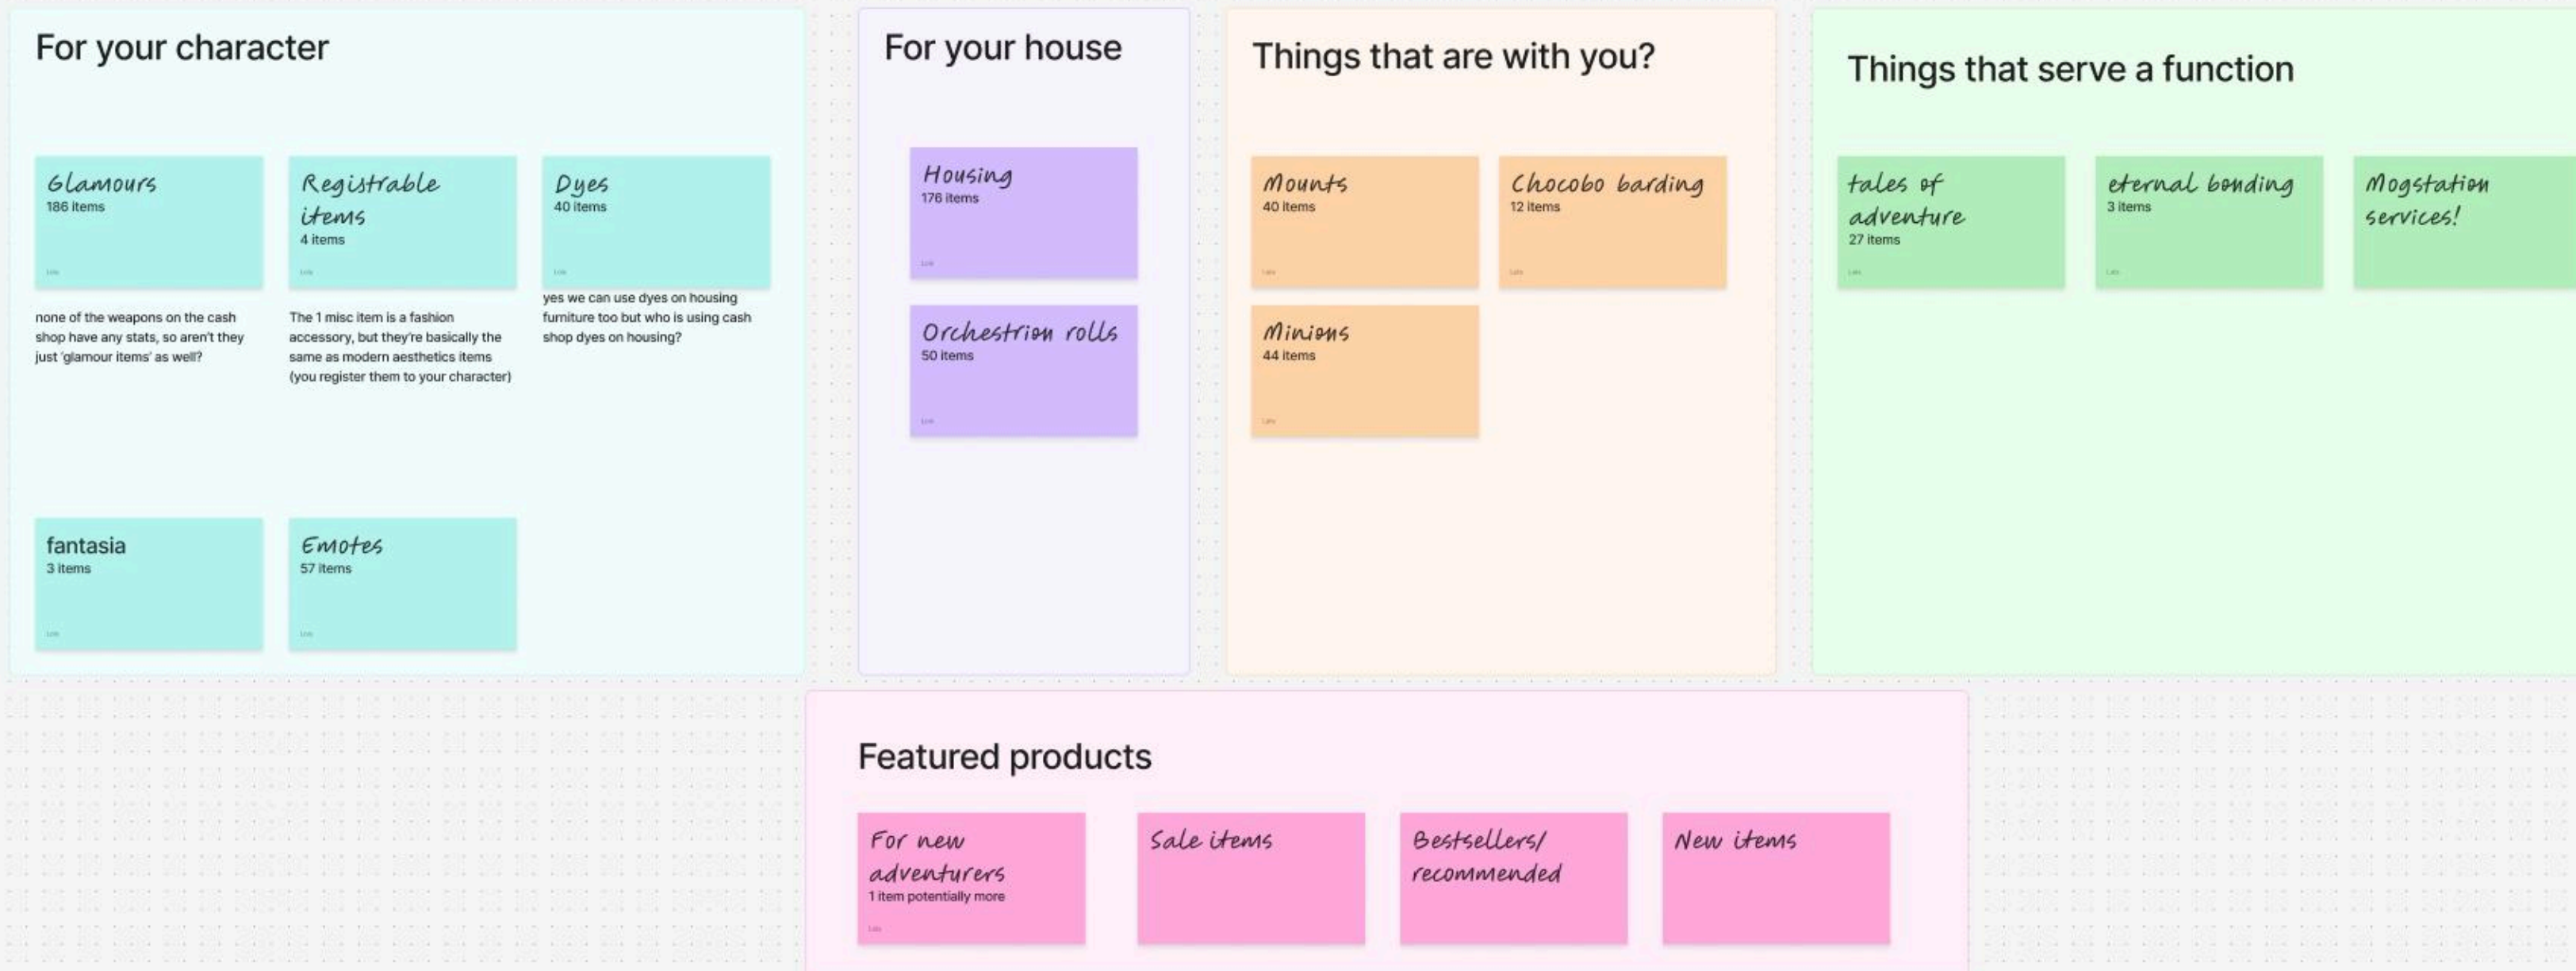 For your character
Glamours
186 items
Registrable
items
4 items
Dyes
40 items
none of the weapons on the cash
shop have any stats, so aren't they
just 'glamour items' as well?
The 1 misc item is a fashion
accessory, but they're basically the
same as modern aesthetics items
(you register them to your character)
yes we can use dyes on housing
furniture too but who is using cash
shop dyes on housing?
fantasia
3 items
Emotes
57 items
For your house
Housing
176 items
Orchestrion rolls
50 items
Things that are with you?
Mounts
40 items
Chocobo barding
12 items
Minions
44 items
Things that serve a function
tales of
adventure
27 items
eternal bonding
3 items
Mogstation
services!
Featured products
For new
adventurers
1 item potentially more
Sale items
Bestsellers/
recommended
New items